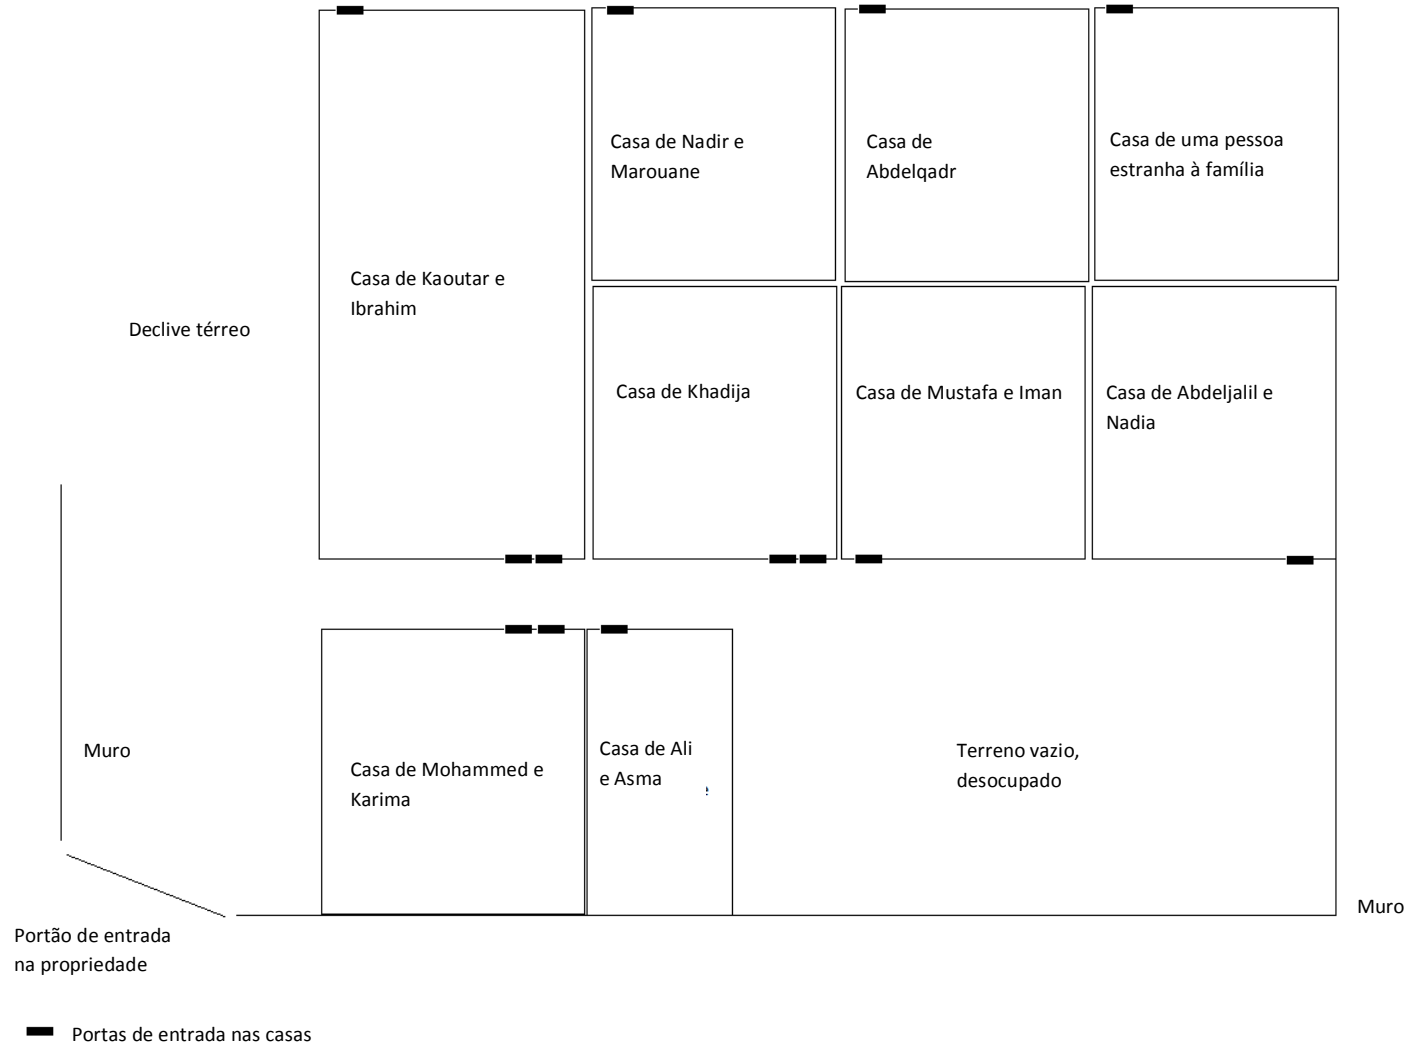 Casa de Nadir e
Marouane
Casa de
Abdelqadr
Casa de uma pessoa
estranha à família
Casa de Kaoutar e
Ibrahim
Declive térreo
Casa de Khadija
Casa de Mustafa e Iman
Casa de Abdeljalil e
Nadia
Muro
Casa de Mohammed e
Karima
Casa de Ali
e Asma
Terreno vazio,
desocupado
Muro
Portão de entrada
na propriedade
Portas de entrada nas casas